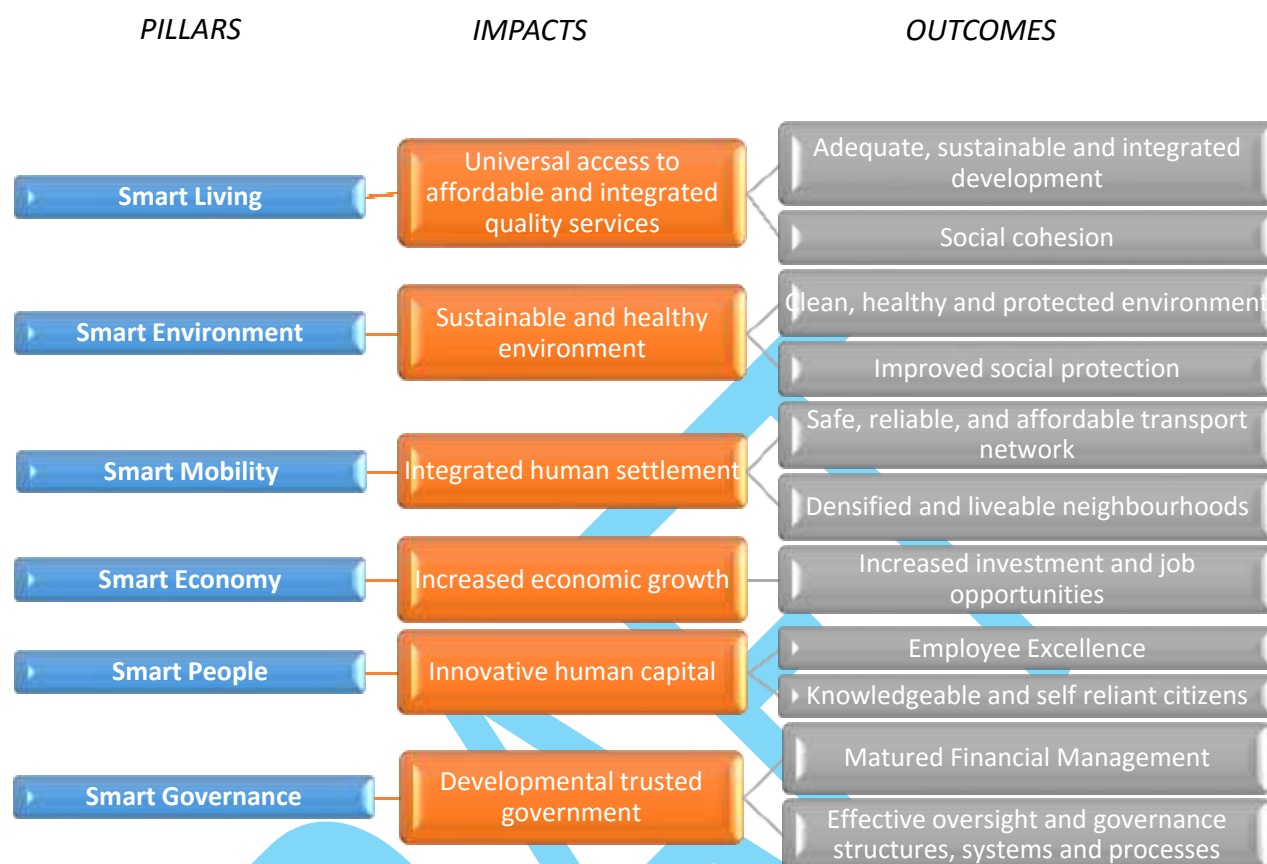 PILLARS IMPACTS OUTCOMES
Smart Living
Universal access to
affordable and integrated
quality services
Adequate, sustainable and integrated
development
Social cohesion
Smart Environment
Sustainable and healthy
environment
Clean, healthy and protected environment
Improved social protection
Smart Mobility
Integrated human settlement
Safe, reliable, and affordable transport
network
Densified and liveable neighbourhoods
Smart Economy
Increased economic growth
Increased investment and job
opportunities
Smart People
Innovative human capital
Employee Excellence
Knowledgeable and self reliant citizens
Smart Governance
Developmental trusted
government
Matured Financial Management
Effective oversight and governance
structures, systems and processes